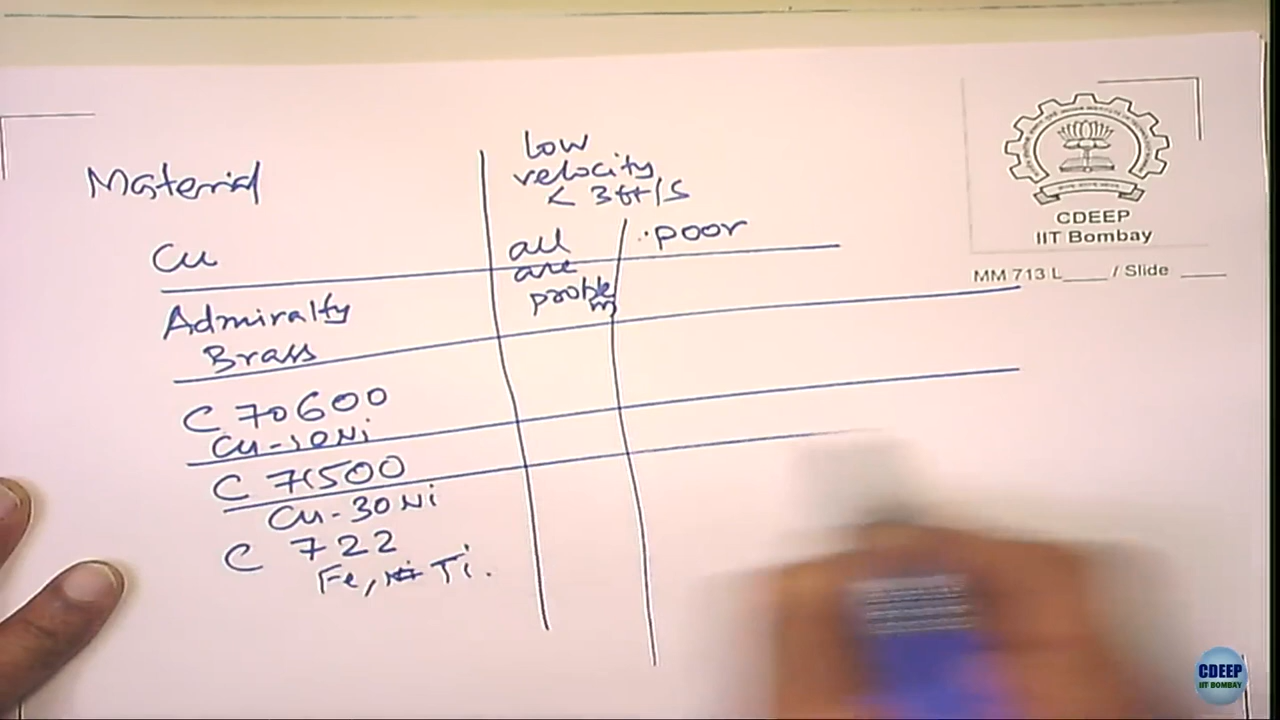 Material
low
velocity
< 3ft/s
Cu
all
are
problem
poor
Admiralty
Brass
C 70600
Cu-10Ni
C 71500
Cu-30Ni
C 722
Fe, Ti.
CDEEP
IIT Bombay
MM 713 L____ / Slide ____
CDEEP
IIT BOMBAY